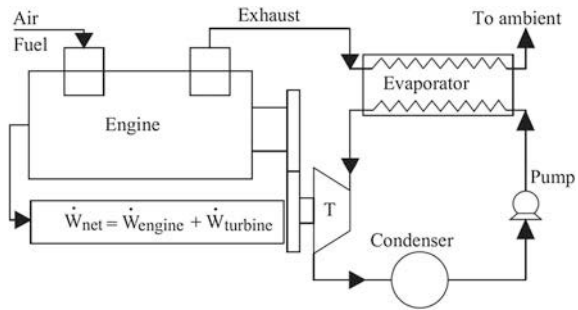 Air
Fuel
Exhaust
To ambient
Evaporator
Engine
Pump
Ẇnet = Ẇengine + Ẇturbine
T
Condenser